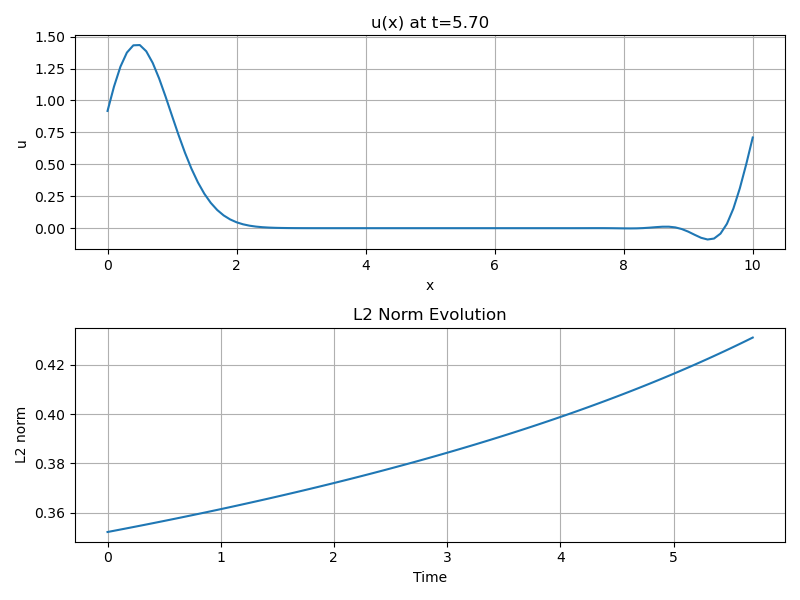 u(x) at t=5.70
1.50
1.25
1.00
0.75
0.50
0.25
0.00
u
0 2 4 6 8 10
x
L2 Norm Evolution
0.42
0.40
0.38
0.36
L2 norm
0 1 2 3 4 5
Time